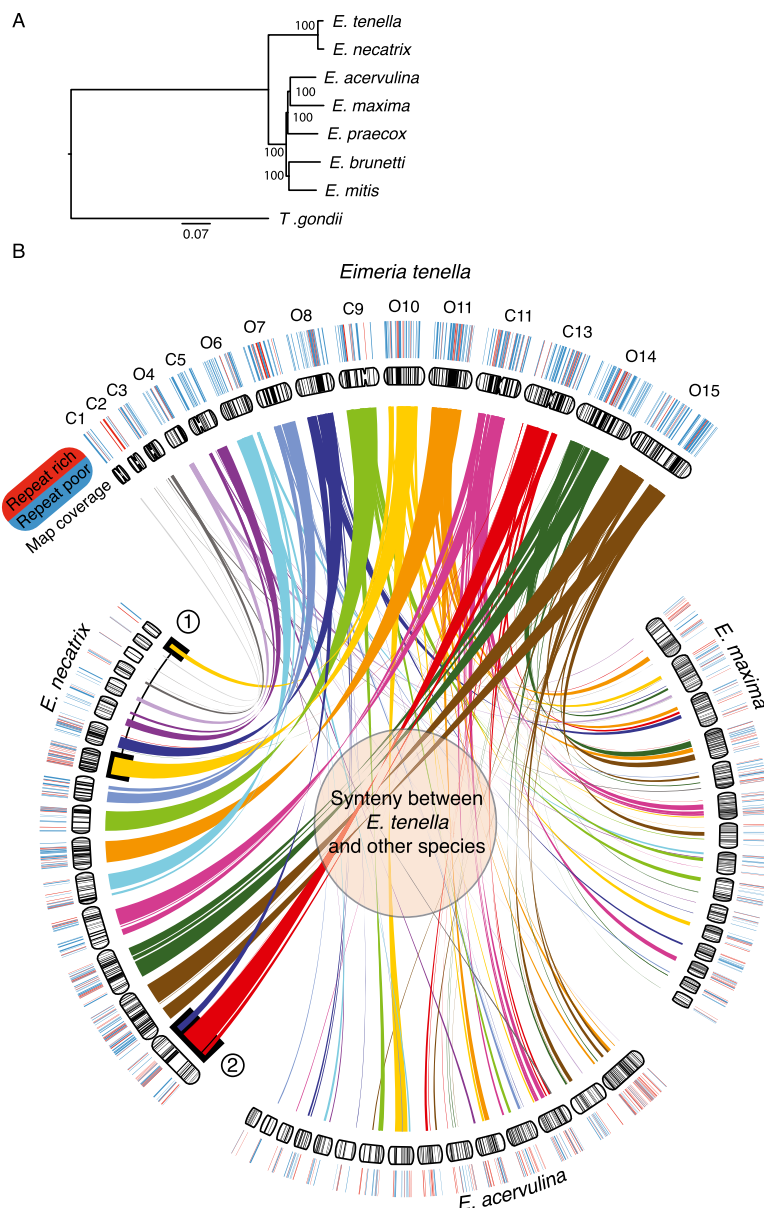 A
E. tenella
100
E. necatrix
E. acervulina
100
E. maxima
100
E. praecox
100
E. brunetti
100
E. mitis
T .gondii
0.07
B
Eimeria tenella
C1
C2
C3
O4
C5
O6
O7
O8
C9
O10
O11
C11
C13
O14
O15
Repeat rich
Repeat poor
Map coverage
1
E. necatrix
E. maxima
Synteny between
E. tenella
and other species
2
E. acervulina